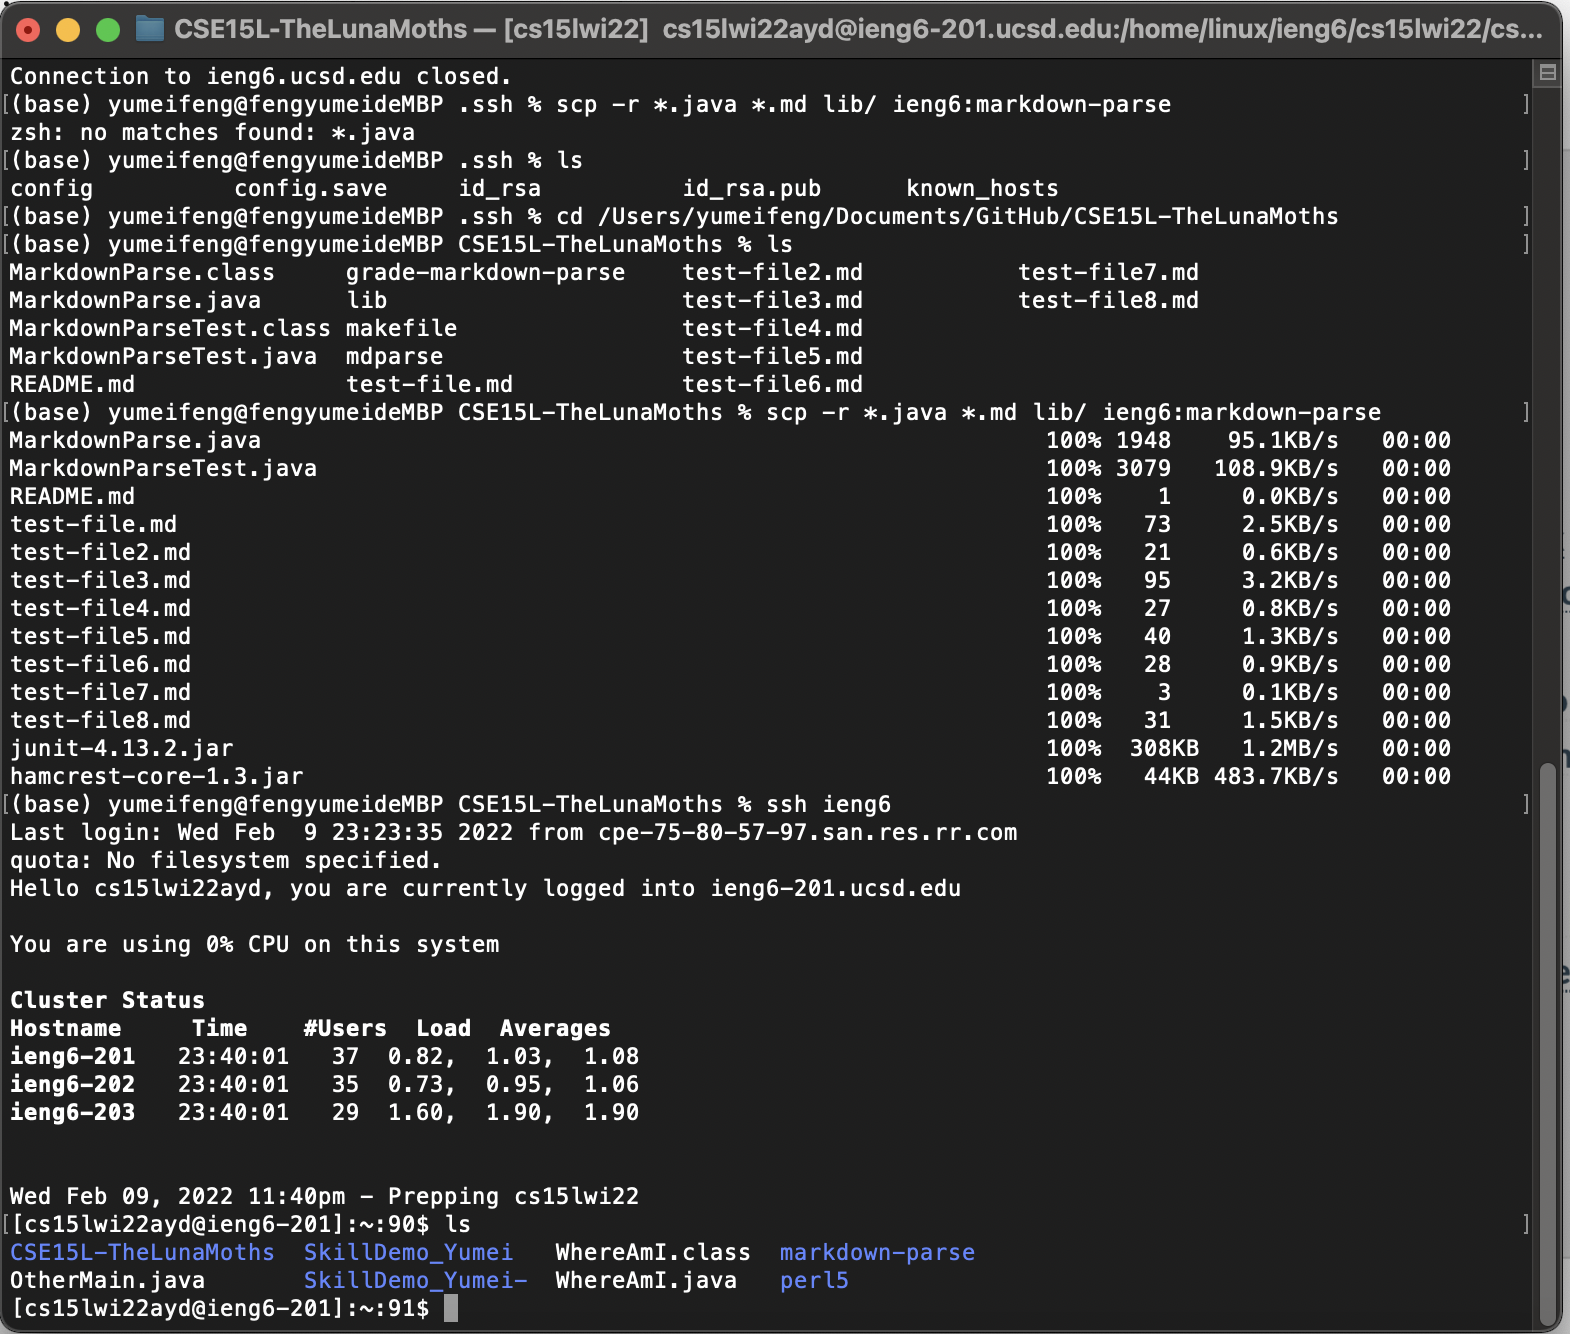 CSE15L-TheLunaMoths — [cs15lwi22] cs15lwi22ayd@ieng6-201.ucsd.edu:/home/linux/ieng6/cs15lwi22/cs...
Connection to ieng6.ucsd.edu closed.
[(base) yumeifeng@fengyumeideMBP .ssh % scp -r *.java *.md lib/ ieng6:markdown-parse ]
zsh: no matches found: *.java
[(base) yumeifeng@fengyumeideMBP .ssh % ls ]
config          config.save     id_rsa          id_rsa.pub      known_hosts
[(base) yumeifeng@fengyumeideMBP .ssh % cd /Users/yumeifeng/Documents/GitHub/CSE15L-TheLunaMoths ]
[(base) yumeifeng@fengyumeideMBP CSE15L-TheLunaMoths % ls ]
MarkdownParse.class     grade-markdown-parse    test-file2.md           test-file7.md
MarkdownParse.java      lib                     test-file3.md           test-file8.md
MarkdownParseTest.class makefile                test-file4.md
MarkdownParseTest.java  mdparse                 test-file5.md
README.md               test-file.md            test-file6.md
[(base) yumeifeng@fengyumeideMBP CSE15L-TheLunaMoths % scp -r *.java *.md lib/ ieng6:markdown-parse ]
MarkdownParse.java 100% 1948 95.1KB/s 00:00
MarkdownParseTest.java 100% 3079 108.9KB/s 00:00
README.md 100% 1 0.0KB/s 00:00
test-file.md 100% 73 2.5KB/s 00:00
test-file2.md 100% 21 0.6KB/s 00:00
test-file3.md 100% 95 3.2KB/s 00:00
test-file4.md 100% 27 0.8KB/s 00:00
test-file5.md 100% 40 1.3KB/s 00:00
test-file6.md 100% 28 0.9KB/s 00:00
test-file7.md 100% 3 0.1KB/s 00:00
test-file8.md 100% 31 1.5KB/s 00:00
junit-4.13.2.jar 100% 308KB 1.2MB/s 00:00
hamcrest-core-1.3.jar 100% 44KB 483.7KB/s 00:00
[(base) yumeifeng@fengyumeideMBP CSE15L-TheLunaMoths % ssh ieng6 ]
Last login: Wed Feb  9 23:23:35 2022 from cpe-75-80-57-97.san.res.rr.com
quota: No filesystem specified.
Hello cs15lwi22ayd, you are currently logged into ieng6-201.ucsd.edu
You are using 0% CPU on this system
Cluster Status
Hostname     Time    #Users  Load  Averages
ieng6-201   23:40:01   37  0.82,  1.03,  1.08
ieng6-202   23:40:01   35  0.73,  0.95,  1.06
ieng6-203   23:40:01   29  1.60,  1.90,  1.90
Wed Feb 09, 2022 11:40pm - Prepping cs15lwi22
[[cs15lwi22ayd@ieng6-201]:~:90$ ls ]
CSE15L-TheLunaMoths  SkillDemo_Yumei   WhereAmI.class  markdown-parse
OtherMain.java       SkillDemo_Yumei-  WhereAmI.java   perl5
[cs15lwi22ayd@ieng6-201]:~:91$